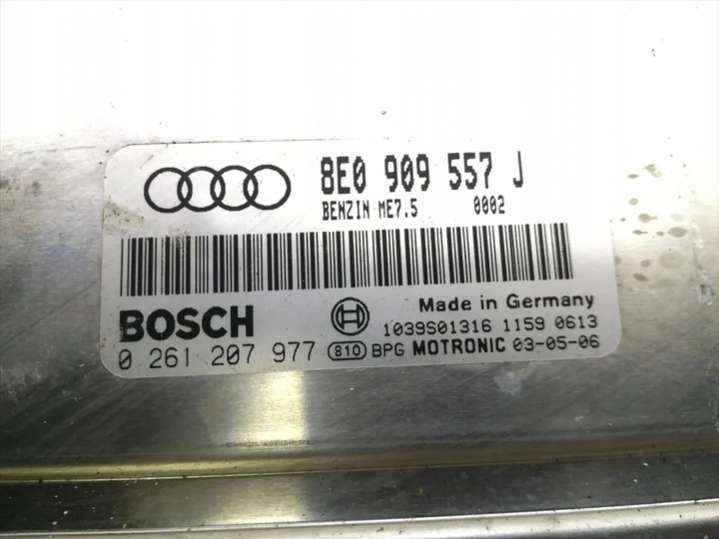 8E0 909 557 J
BENZIN ME7.5 0002
Made in Germany
BOSCH
1039S01316 1159 0613
0 261 207 977 810 BPG MOTRONIC 03-05-06